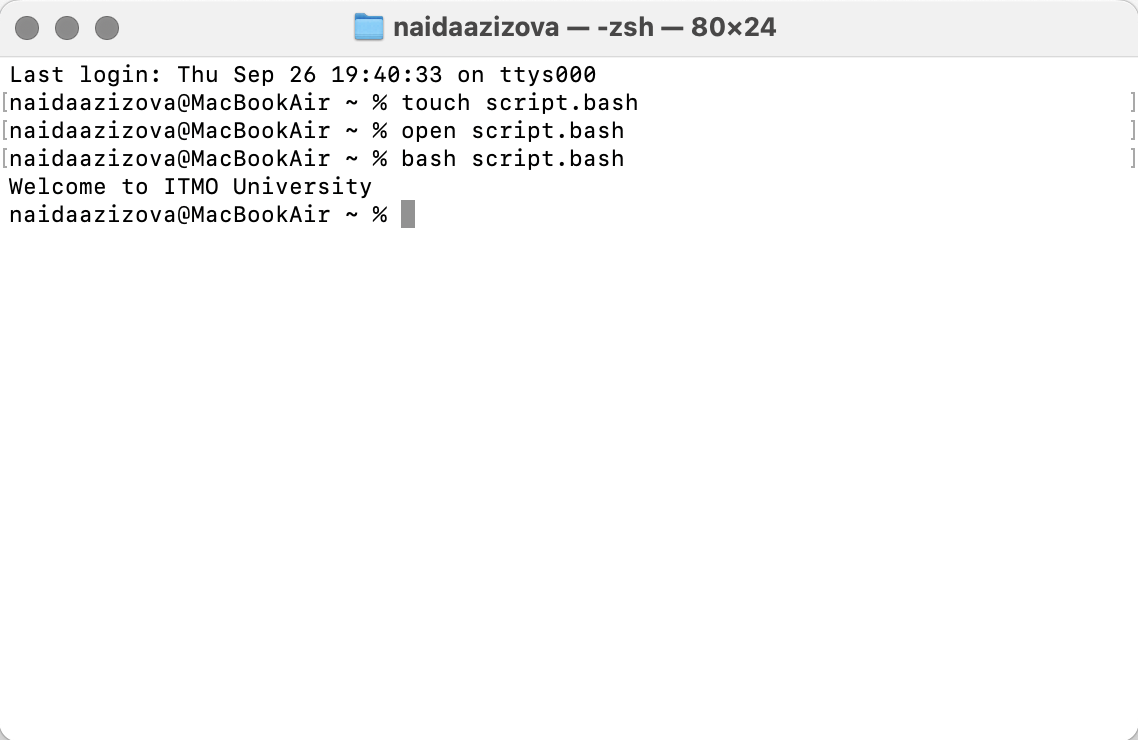 naidaazizova — -zsh — 80×24
Last login: Thu Sep 26 19:40:33 on ttys000
[naidaazizova@MacBookAir ~ % touch script.bash ]
[naidaazizova@MacBookAir ~ % open script.bash ]
[naidaazizova@MacBookAir ~ % bash script.bash ]
Welcome to ITMO University
naidaazizova@MacBookAir ~ %